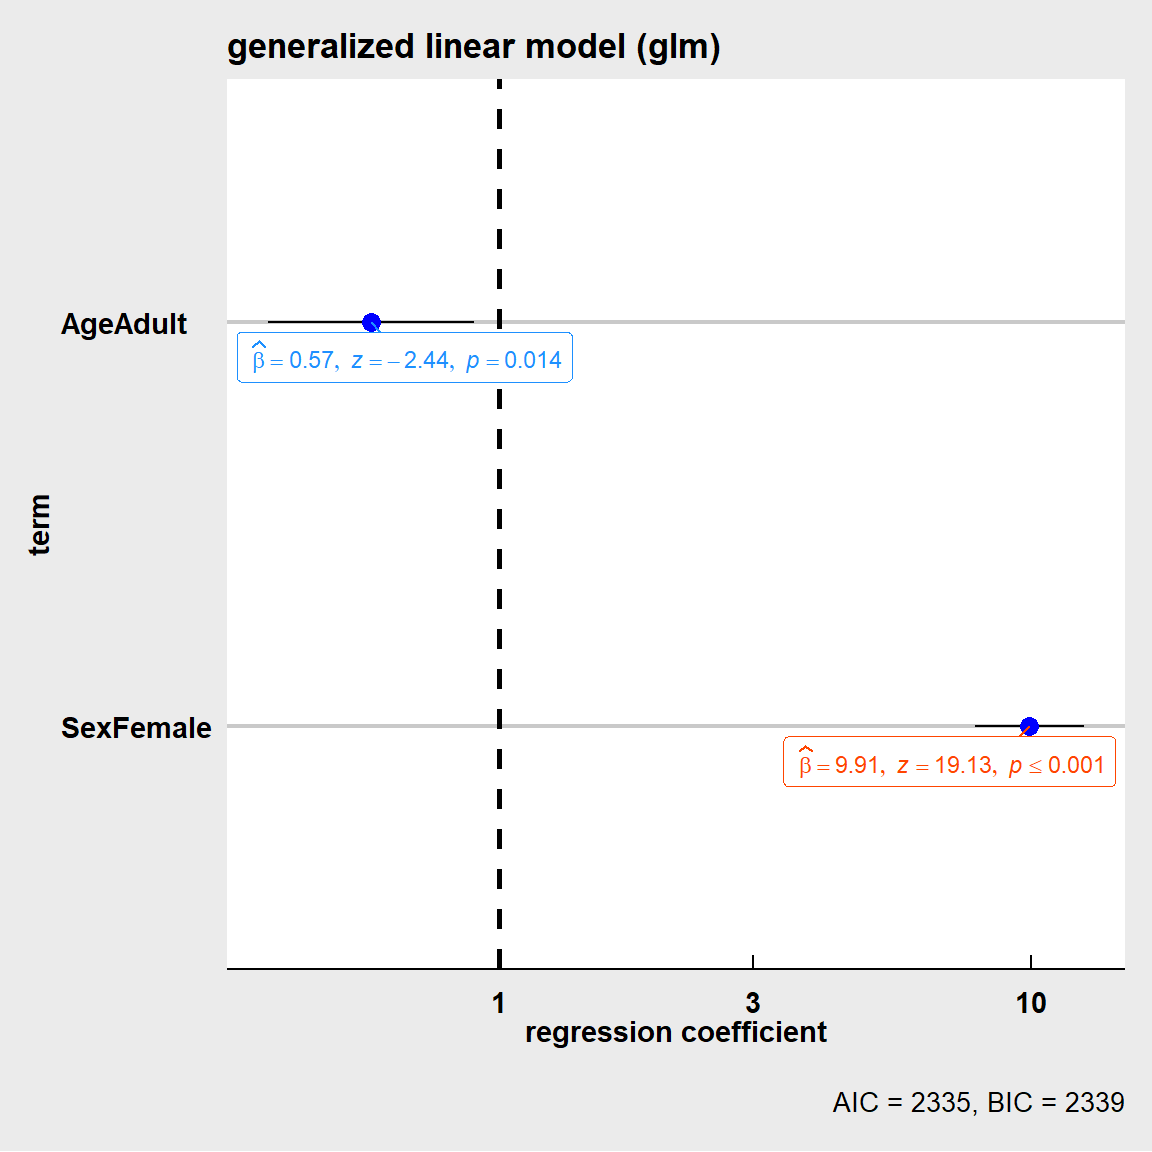 generalized linear model (glm)
AgeAdult
β̂ = 0.57, z = −2.44, p = 0.014
term
SexFemale
β̂ = 9.91, z = 19.13, p ≤ 0.001
1 3 10
regression coefficient
AIC = 2335, BIC = 2339